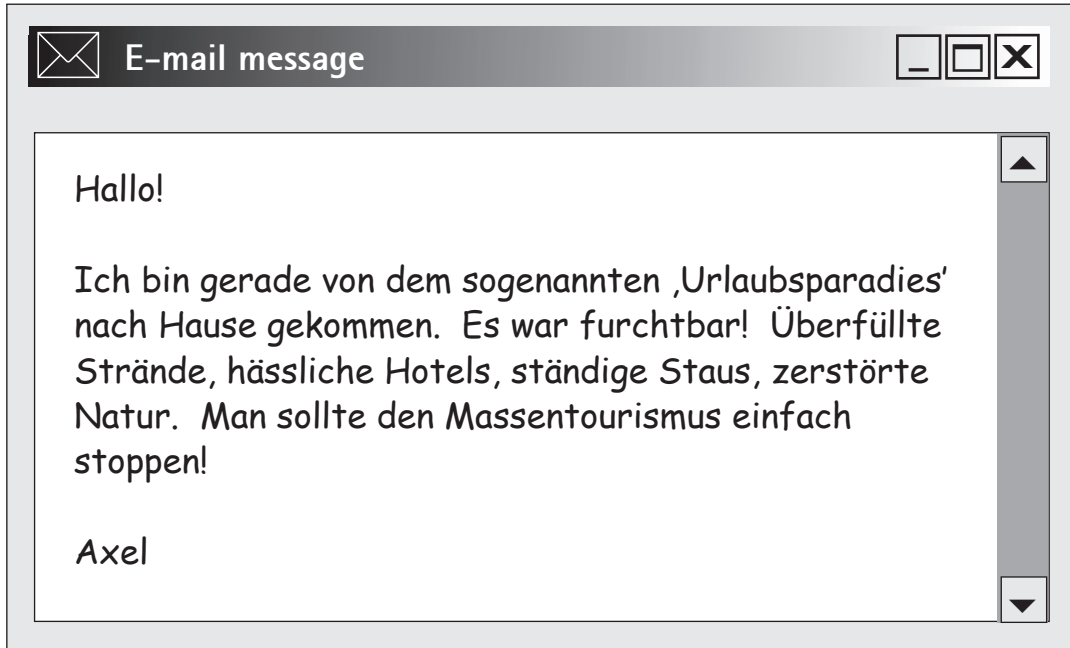 E-mail message
Hallo!
Ich bin gerade von dem sogenannten ‚Urlaubsparadies’
nach Hause gekommen.  Es war furchtbar!  Überfüllte
Strände, hässliche Hotels, ständige Staus, zerstörte
Natur.  Man sollte den Massentourismus einfach
stoppen!
Axel